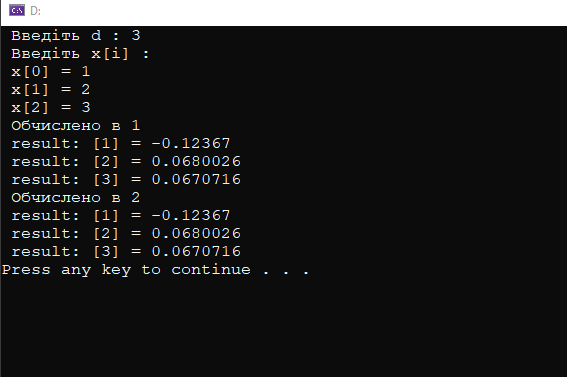 D:
Введіть d : 3
Введіть x[i] :
x[0] = 1
x[1] = 2
x[2] = 3
Обчислено в 1
result: [1] = -0.12367
result: [2] = 0.0680026
result: [3] = 0.0670716
Обчислено в 2
result: [1] = -0.12367
result: [2] = 0.0680026
result: [3] = 0.0670716
Press any key to continue . . .